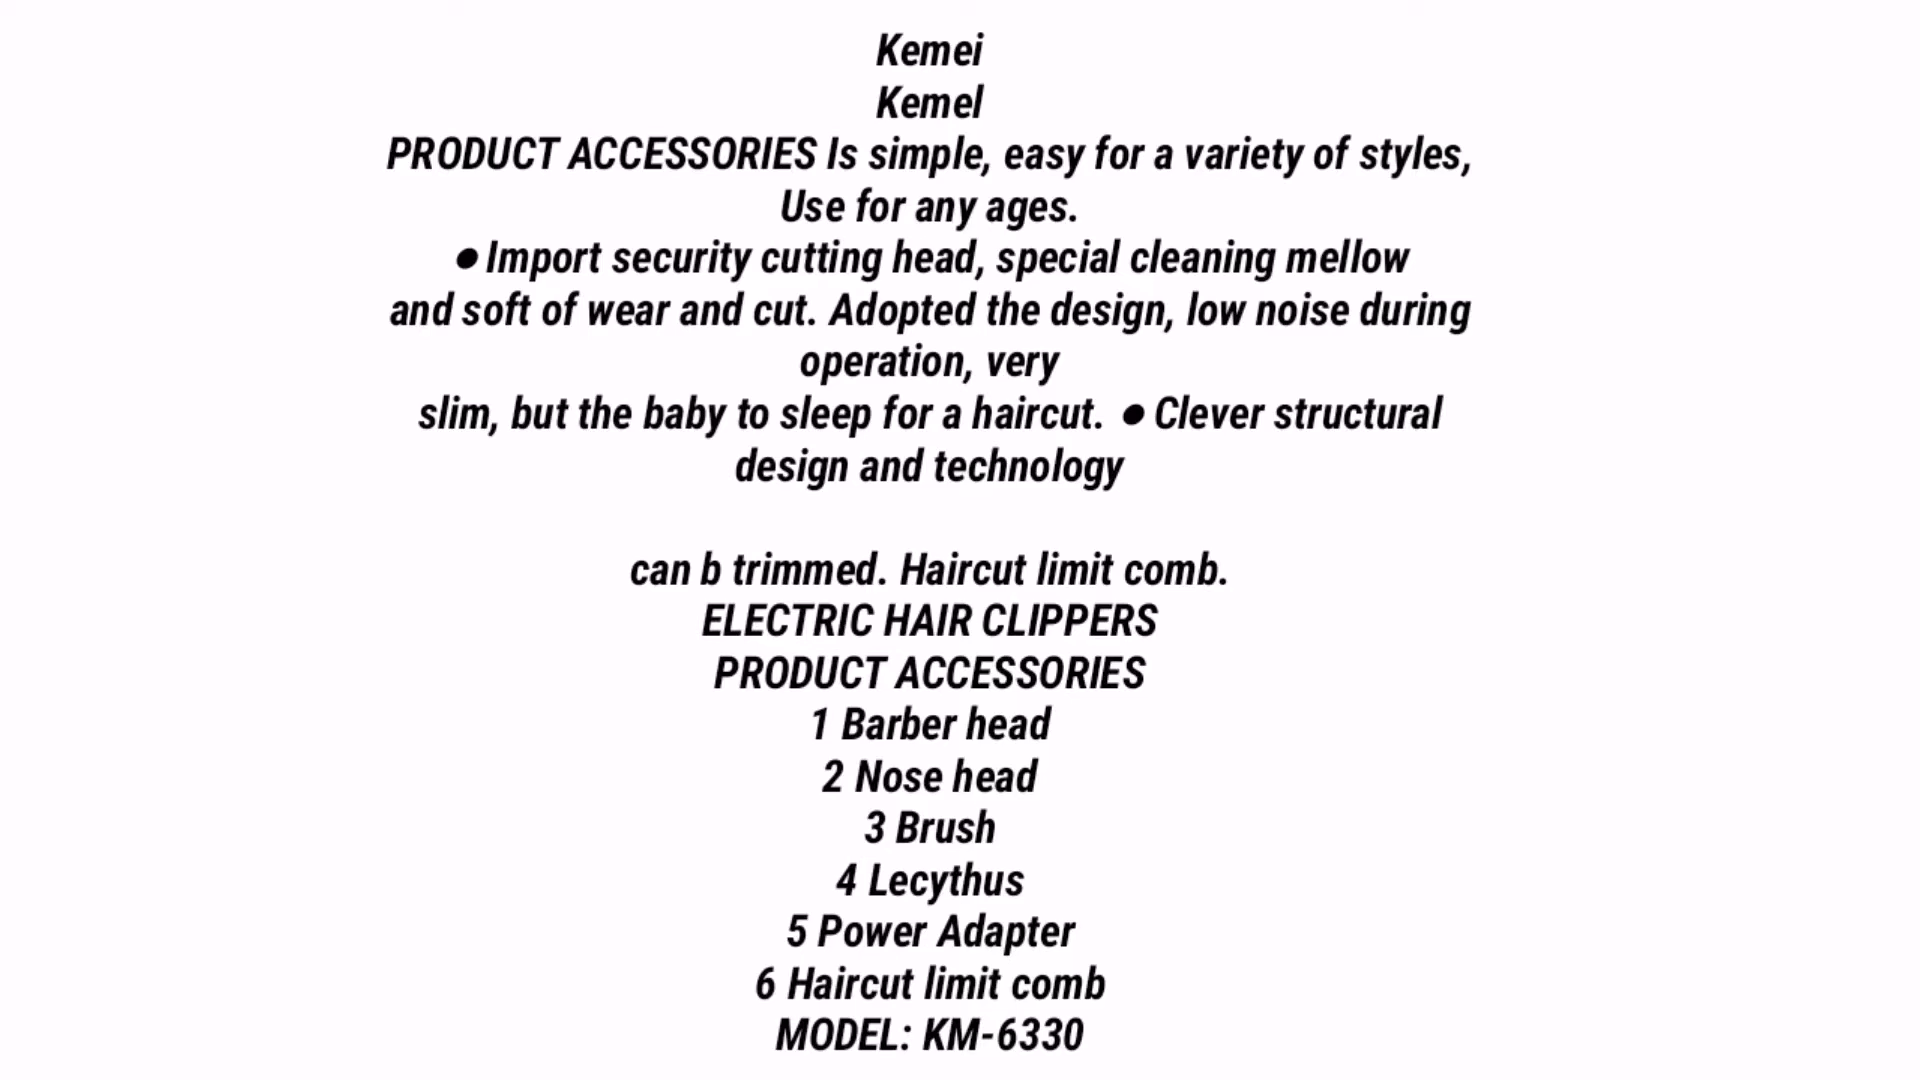 Kemei
Kemel
PRODUCT ACCESSORIES Is simple, easy for a variety of styles,
Use for any ages.
● Import security cutting head, special cleaning mellow
and soft of wear and cut. Adopted the design, low noise during
operation, very
slim, but the baby to sleep for a haircut. ● Clever structural
design and technology
can b trimmed. Haircut limit comb.
ELECTRIC HAIR CLIPPERS
PRODUCT ACCESSORIES
1 Barber head
2 Nose head
3 Brush
4 Lecythus
5 Power Adapter
6 Haircut limit comb
MODEL: KM-6330